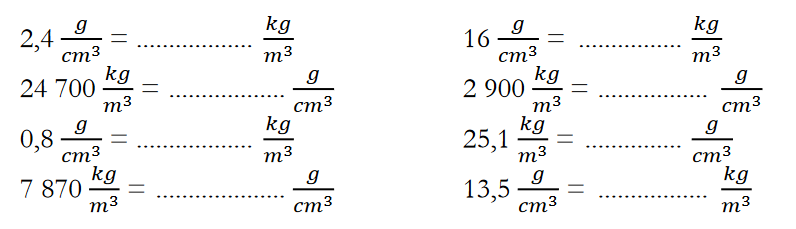 2,4 g/cm³ = ................. kg/m³ 16 g/cm³ = ............... kg/m³
24 700 kg/m³ = ................. g/cm³ 2 900 kg/m³ = ................ g/cm³
0,8 g/cm³ = ................. kg/m³ 25,1 kg/m³ = .............. g/cm³
7 870 kg/m³ = ................... g/cm³ 13,5 g/cm³ = ................ kg/m³